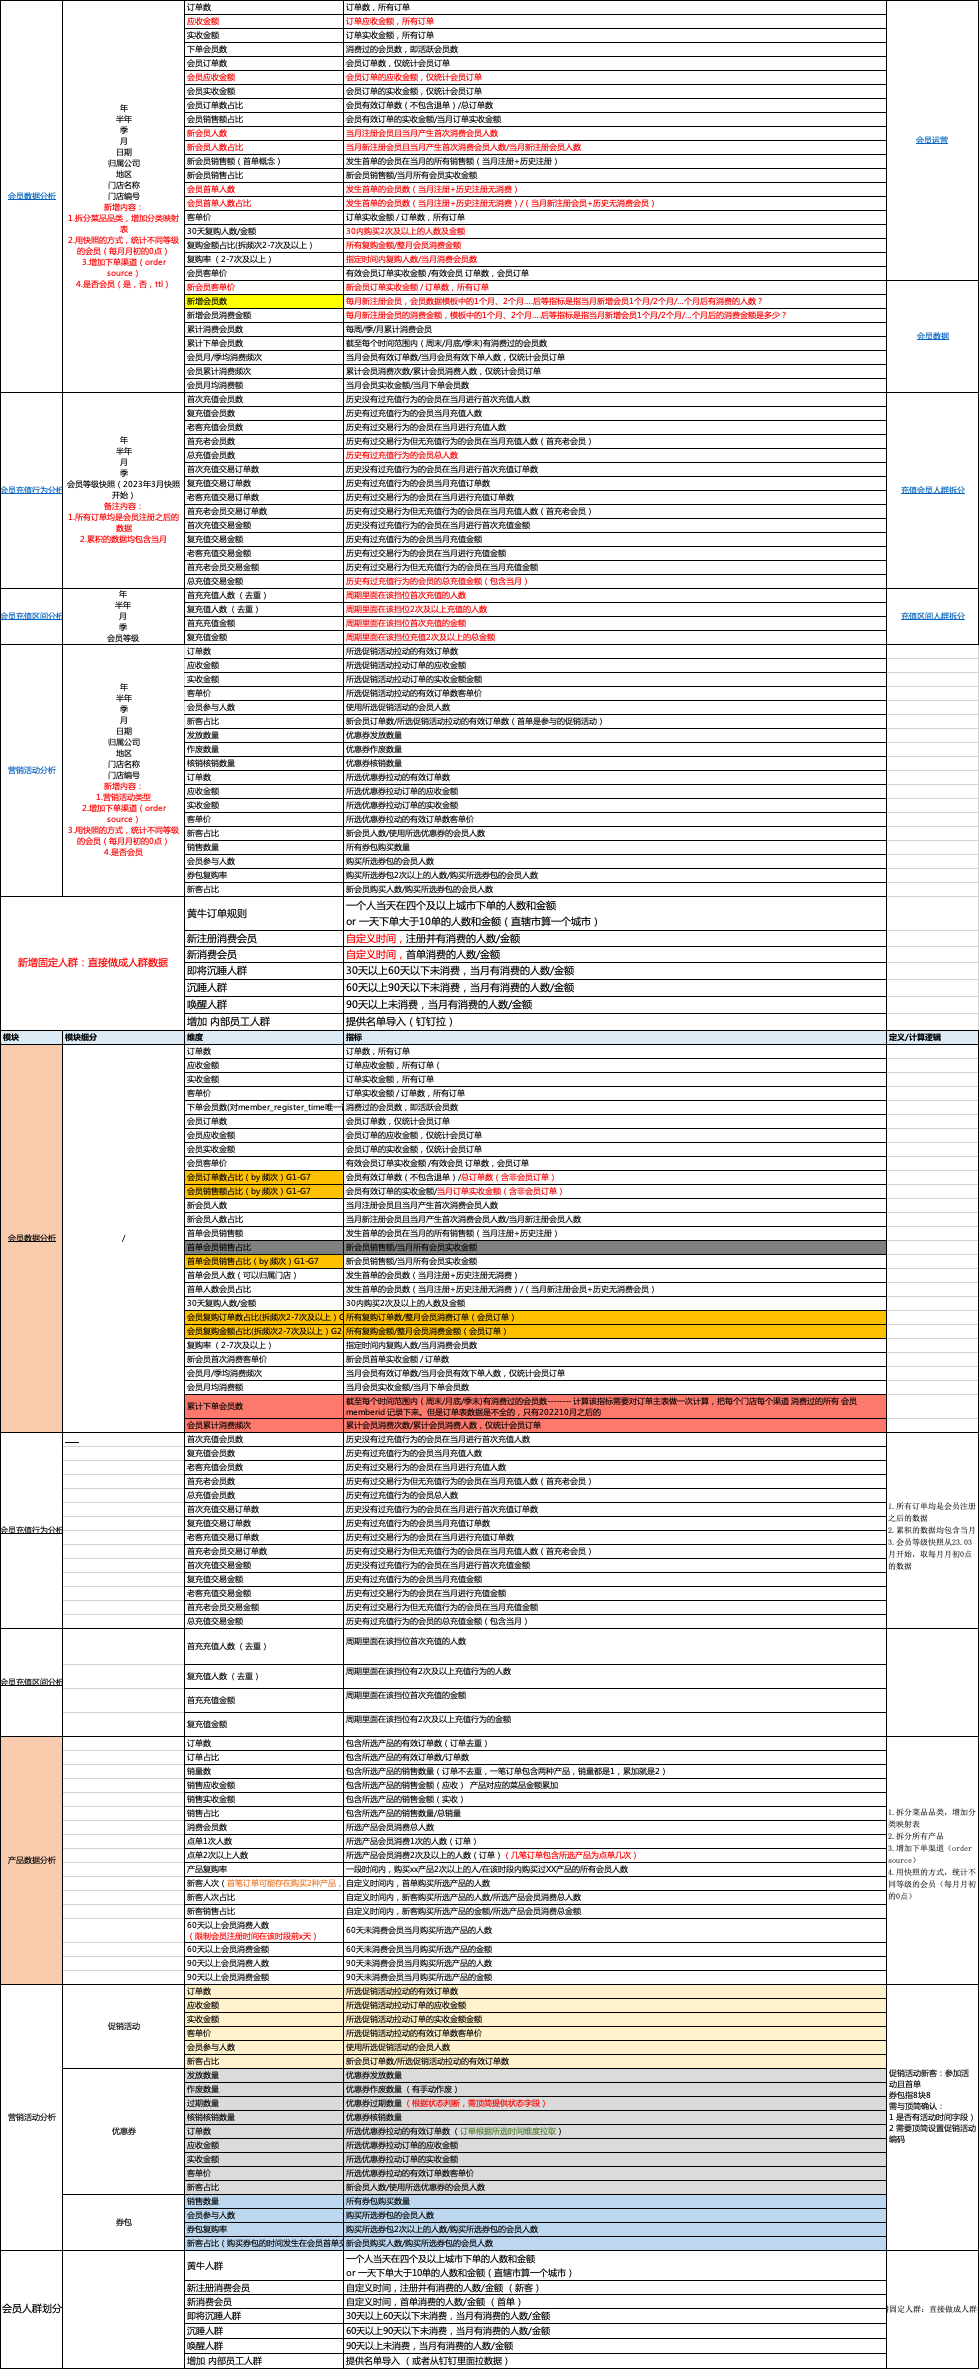 会员数据分析
年
半年
季
月
日期
归属公司
地区
门店名称
门店编号
新增内容：
1.拆分菜品品类，增加分类映射
表
2.用快照的方式，统计不同等级
的会员（每月月初的0点）
3.增加下单渠道（order
source）
4.是否会员（是，否，ttl）
订单数 订单数，所有订单
应收金额 订单应收金额，所有订单
实收金额 订单实收金额，所有订单
下单会员数 消费过的会员数，即活跃会员数
会员订单数 会员订单数，仅统计会员订单
会员应收金额 会员订单的应收金额，仅统计会员订单
会员实收金额 会员订单的实收金额，仅统计会员订单
会员订单数占比 会员有效订单数（不包含退单）/总订单数
会员销售额占比 会员有效订单的实收金额/当月订单实收金额
新会员人数 当月注册会员且当月产生首次消费会员人数
新会员人数占比 当月新注册会员且当月产生首次消费会员人数/当月新注册会员人数
新会员销售额（首单概念） 发生首单的会员在当月的所有销售额（当月注册+历史注册）
新会员销售占比 新会员销售额/当月所有会员实收金额
会员首单人数 发生首单的会员数（当月注册+历史注册无消费）
会员首单人数占比 发生首单的会员数（当月注册+历史注册无消费）/（当月新注册会员+历史无消费会员）
客单价 订单实收金额 / 订单数，所有订单
30天复购人数/金额 30内购买2次及以上的人数及金额
复购金额占比(拆频次2-7次及以上） 所有复购金额/整月会员消费金额
复购率（2-7次及以上） 指定时间内复购人数/当月消费会员数
会员客单价 有效会员订单实收金额 /有效会员 订单数，会员订单
会员运营
新会员客单价 新会员订单实收金额 / 订单数，所有订单
新增会员数 每月新注册会员，会员数据模板中的1个月、2个月....后等指标是指当月新增会员1个月/2个月/...个月后有消费的人数？
新增会员消费金额 每月新注册会员的消费金额，模板中的1个月、2个月....后等指标是指当月新增会员1个月/2个月/...个月后的消费金额是多少？
累计消费会员数 每周/季/月累计消费会员
累计下单会员数 截至每个时间范围内（周末/月底/季末)有消费过的会员数
会员月/季均消费频次 当月会员有效订单数/当月会员有效下单人数，仅统计会员订单
会员累计消费频次 累计会员消费次数/累计会员消费人数，仅统计会员订单
会员月均消费额 当月会员实收金额/当月下单会员数
会员数据
会员充值行为分析
年
半年
月
季
会员等级快照（2023年3月快照
开始）
备注内容：
1.所有订单均是会员注册之后的
数据
2.累积的数据均包含当月
首次充值会员数 历史没有过充值行为的会员在当月进行首次充值人数
复充值会员数 历史有过充值行为的会员当月充值人数
老客充值会员数 历史有过交易行为的会员在当月进行充值人数
首充老会员数 历史有过交易行为但无充值行为的会员在当月充值人数（首充老会员）
总充值会员数 历史有过充值行为的会员总人数
首次充值交易订单数 历史没有过充值行为的会员在当月进行首次充值订单数
复充值交易订单数 历史有过充值行为的会员当月充值订单数
老客充值交易订单数 历史有过交易行为的会员在当月进行充值订单数
首充老会员交易订单数 历史有过交易行为但无充值行为的会员在当月充值人数（首充老会员）
首次充值交易金额 历史没有过充值行为的会员在当月进行首次充值金额
复充值交易金额 历史有过充值行为的会员当月充值金额
老客充值交易金额 历史有过交易行为的会员在当月进行充值金额
首充老会员交易金额 历史有过交易行为但无充值行为的会员在当月充值金额
总充值交易金额 历史有过充值行为的会员的总充值金额（包含当月）
充值会员人群拆分
会员充值区间分析
年
半年
月
季
会员等级
首充充值人数（去重） 周期里面在该挡位首次充值的人数
复充值人数（去重） 周期里面在该挡位2次及以上充值的人数
首充充值金额 周期里面在该挡位首次充值的金额
复充值金额 周期里面在该挡位充值2次及以上的总金额
充值区间人群拆分
营销活动分析
年
半年
季
月
日期
归属公司
地区
门店名称
门店编号
新增内容：
1.营销活动类型
2.增加下单渠道（order
source）
3.用快照的方式，统计不同等级
的会员（每月月初的0点）
4.是否会员
订单数 所选促销活动拉动的有效订单数
应收金额 所选促销活动拉动订单的应收金额
实收金额 所选促销活动拉动订单的实收金额金额
客单价 所选促销活动拉动的有效订单数客单价
会员参与人数 使用所选促销活动的会员人数
新客占比 新会员订单数/所选促销活动拉动的有效订单数（首单是参与的促销活动）
发放数量 优惠券发放数量
作废数量 优惠券作废数量
核销核销数量 优惠券核销数量
订单数 所选优惠券拉动的有效订单数
应收金额 所选优惠券拉动订单的应收金额
实收金额 所选优惠券拉动订单的实收金额
客单价 所选优惠券拉动的有效订单数客单价
新客占比 新会员人数/使用所选优惠券的会员人数
销售数量 所有券包购买数量
会员参与人数 购买所选券包的会员人数
券包复购率 购买所选券包2次以上的人数/购买所选券包的会员人数
新客占比 新会员购买人数/购买所选券包的会员人数
新增固定人群：直接做成人群数据
黄牛订单规则 一个人当天在四个及以上城市下单的人数和金额
or 一天下单大于10单的人数和金额（直辖市算一个城市）
新注册消费会员 自定义时间，注册并有消费的人数/金额
新消费会员 自定义时间，首单消费的人数/金额
即将沉睡人群 30天以上60天以下未消费，当月有消费的人数/金额
沉睡人群 60天以上90天以下未消费，当月有消费的人数/金额
唤醒人群 90天以上未消费，当月有消费的人数/金额
增加 内部员工人群 提供名单导入（钉钉拉）
模块 模块细分 维度 指标 定义/计算逻辑
会员数据分析
/
订单数 订单数，所有订单
应收金额 订单应收金额，所有订单（
实收金额 订单实收金额，所有订单
客单价 订单实收金额 / 订单数，所有订单
下单会员数(对member_register_time唯一 消费过的会员数，即活跃会员数
会员订单数 会员订单数，仅统计会员订单
会员应收金额 会员订单的应收金额，仅统计会员订单
会员实收金额 会员订单的实收金额，仅统计会员订单
会员客单价 有效会员订单实收金额 /有效会员 订单数，会员订单
会员订单数占比（by 频次）G1-G7 会员有效订单数（不包含退单）/总订单数（含非会员订单）
会员销售额占比（by 频次）G1-G7 会员有效订单的实收金额/当月订单实收金额（含非会员订单）
新会员人数 当月注册会员且当月产生首次消费会员人数
新会员人数占比 当月新注册会员且当月产生首次消费会员人数/当月新注册会员人数
首单会员销售额 发生首单的会员在当月的所有销售额（当月注册+历史注册）
首单会员销售占比 新会员销售额/当月所有会员实收金额
首单会员销售占比（by 频次）G1-G7 新会员销售额/当月所有会员实收金额
首单会员人数（可以归属门店） 发生首单的会员数（当月注册+历史注册无消费）
首单人数会员占比 发生首单的会员数（当月注册+历史注册无消费）/（当月新注册会员+历史无消费会员）
30天复购人数/金额 30内购买2次及以上的人数及金额
会员复购订单数占比(拆频次2-7次及以上）G 所有复购订单数/整月会员消费订单（会员订单）
会员复购金额占比(拆频次2-7次及以上）G2 所有复购金额/整月会员消费金额（会员订单）
复购率（2-7次及以上） 指定时间内复购人数/当月消费会员数
新会员首次消费客单价 新会员首单实收金额 / 订单数
会员月/季均消费频次 当月会员有效订单数/当月会员有效下单人数，仅统计会员订单
会员月均消费额 当月会员实收金额/当月下单会员数
累计下单会员数 截至每个时间范围内（周末/月底/季末)有消费过的会员数-------- 计算该指标需要对订单主表做一次计算，把每个门店每个渠道 消费过的所有 会员
memberid 记录下来。但是订单表数据是不全的，只有202210月之后的
会员累计消费频次 累计会员消费次数/累计会员消费人数，仅统计会员订单
会员充值行为分析
首次充值会员数 历史没有过充值行为的会员在当月进行首次充值人数
复充值会员数 历史有过充值行为的会员当月充值人数
老客充值会员数 历史有过交易行为的会员在当月进行充值人数
首充老会员数 历史有过交易行为但无充值行为的会员在当月充值人数（首充老会员）
总充值会员数 历史有过充值行为的会员总人数
首次充值交易订单数 历史没有过充值行为的会员在当月进行首次充值订单数
复充值交易订单数 历史有过充值行为的会员当月充值订单数
老客充值交易订单数 历史有过交易行为的会员在当月进行充值订单数
首充老会员交易订单数 历史有过交易行为但无充值行为的会员在当月充值人数（首充老会员）
首次充值交易金额 历史没有过充值行为的会员在当月进行首次充值金额
复充值交易金额 历史有过充值行为的会员当月充值金额
老客充值交易金额 历史有过交易行为的会员在当月进行充值金额
首充老会员交易金额 历史有过交易行为但无充值行为的会员在当月充值金额
总充值交易金额 历史有过充值行为的会员的总充值金额（包含当月）
1. 所有订单均是会员注册
之后的数据
2. 累积的数据均包含当月
3. 会员等级快照从23.03
月开始，取每月月初0点
的数据
会员充值区间分析
首充充值人数（去重） 周期里面在该挡位首次充值的人数
复充值人数（去重） 周期里面在该挡位有2次及以上充值行为的人数
首充充值金额 周期里面在该挡位首次充值的金额
复充值金额 周期里面在该挡位有2次及以上充值行为的金额
产品数据分析
订单数 包含所选产品的有效订单数（订单去重）
订单占比 包含所选产品的有效订单数/订单数
销量数 包含所选产品的销售数量（订单不去重，一笔订单包含两种产品，销量都是1，累加就是2）
销售应收金额 包含所选产品的销售金额（应收） 产品对应的菜品金额累加
销售实收金额 包含所选产品的销售金额（实收）
销售占比 包含所选产品的销售数量/总销量
消费会员数 所选产品会员消费总人数
点单1次人数 所选产品会员消费1次的人数（订单）
点单2次以上人数 所选产品会员消费2次及以上的人数（订单）（几笔订单包含所选产品为点单几次）
产品复购率 一段时间内，购买xx产品2次以上的人/在该时段内购买过XX产品的所有会员人数
新客人次（首笔订单可能存在购买2种产品， 自定义时间内，首单购买所选产品的人数
新客人次占比 自定义时间内，新客购买所选产品的人数/所选产品会员消费总人数
新客销售占比 自定义时间内，新客购买所选产品的金额/所选产品会员消费总金额
60天以上会员消费人数
（限制会员注册时间在该时段前x天） 60天未消费会员当月购买所选产品的人数
60天以上会员消费金额 60天未消费会员当月购买所选产品的金额
90天以上会员消费人数 90天未消费会员当月购买所选产品的人数
90天以上会员消费金额 90天未消费会员当月购买所选产品的金额
1. 拆分菜品品类，增加分
类映射表
2. 拆分所有产品
3. 增加下单渠道（order
source）
4. 用快照的方式，统计不
同等级的会员（每月月初
的0点）
营销活动分析
促销活动
订单数 所选促销活动拉动的有效订单数
应收金额 所选促销活动拉动订单的应收金额
实收金额 所选促销活动拉动订单的实收金额金额
客单价 所选促销活动拉动的有效订单数客单价
会员参与人数 使用所选促销活动的会员人数
新客占比 新会员订单数/所选促销活动拉动的有效订单数
优惠券
发放数量 优惠券发放数量
作废数量 优惠券作废数量（有手动作废）
过期数量 优惠券过期数量（根据状态判断，需顶简提供状态字段）
核销核销数量 优惠券核销数量
订单数 所选优惠券拉动的有效订单数（订单根据所选时间维度拉取）
应收金额 所选优惠券拉动订单的应收金额
实收金额 所选优惠券拉动订单的实收金额
客单价 所选优惠券拉动的有效订单数客单价
新客占比 新会员人数/使用所选优惠券的会员人数
券包
销售数量 所有券包购买数量
会员参与人数 购买所选券包的会员人数
券包复购率 购买所选券包2次以上的人数/购买所选券包的会员人数
新客占比（购买券包的时间发生在会员首单 新会员购买人数/购买所选券包的会员人数
促销活动新客：参加活
动且首单
券包指8块8
需与顶简确认：
1 是否有活动时间字段）
2 需要顶简设置促销活动
编码
会员人群划分
黄牛人群 一个人当天在四个及以上城市下单的人数和金额
or 一天下单大于10单的人数和金额（直辖市算一个城市）
新注册消费会员 自定义时间，注册并有消费的人数/金额（新客）
新消费会员 自定义时间，首单消费的人数/金额（首单）
即将沉睡人群 30天以上60天以下未消费，当月有消费的人数/金额
沉睡人群 60天以上90天以下未消费，当月有消费的人数/金额
唤醒人群 90天以上未消费，当月有消费的人数/金额
增加 内部员工人群 提供名单导入（或者从钉钉里面拉数据）
固定人群：直接做成人群